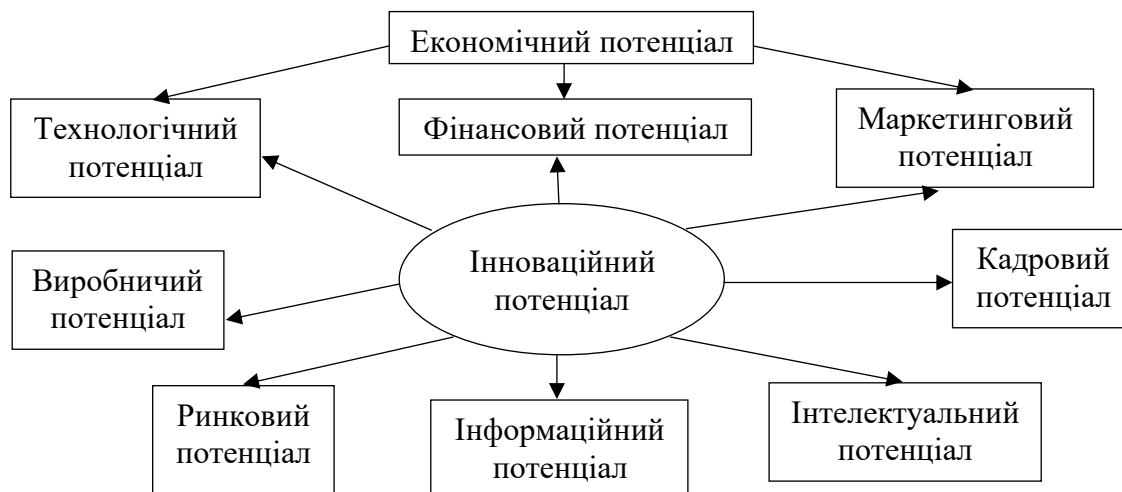 Економічний потенціал
Технологічний
потенціал
Фінансовий потенціал
Маркетинговий
потенціал
Виробничий
потенціал
Інноваційний
потенціал
Кадровий
потенціал
Ринковий
потенціал
Інформаційний
потенціал
Інтелектуальний
потенціал